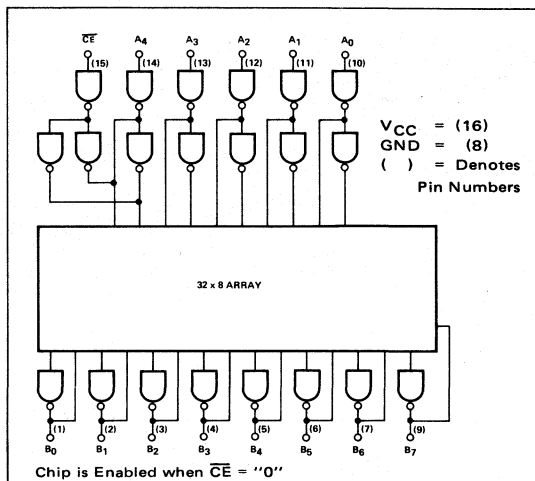 CE A4 A3 A2 A1 A0
(15) (14) (13) (12) (11) (10)
VCC = (16)
GND = (8)
( ) = Denotes
Pin Numbers
32 x 8 ARRAY
(1) (2) (3) (4) (5) (6) (7) (9)
B0 B1 B2 B3 B4 B5 B6 B7
Chip is Enabled when CE = "0"